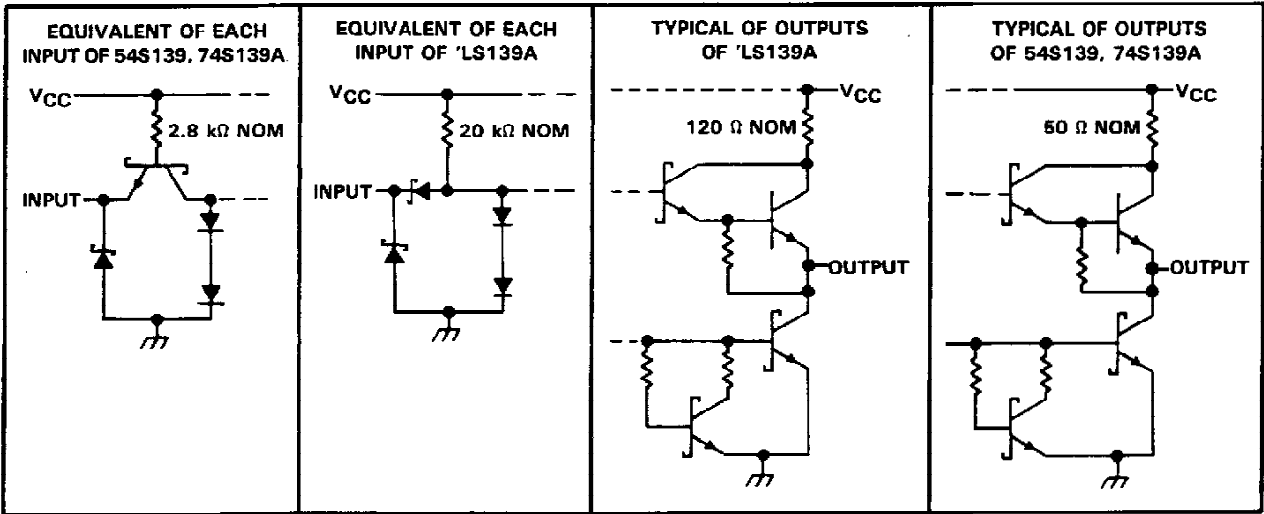 EQUIVALENT OF EACH
INPUT OF 54S139, 74S139A
VCC
2.8 kΩ NOM
INPUT
EQUIVALENT OF EACH
INPUT OF 'LS139A
VCC
20 kΩ NOM
INPUT
TYPICAL OF OUTPUTS
OF 'LS139A
VCC
120 Ω NOM
OUTPUT
TYPICAL OF OUTPUTS
OF 54S139, 74S139A
VCC
50 Ω NOM
OUTPUT